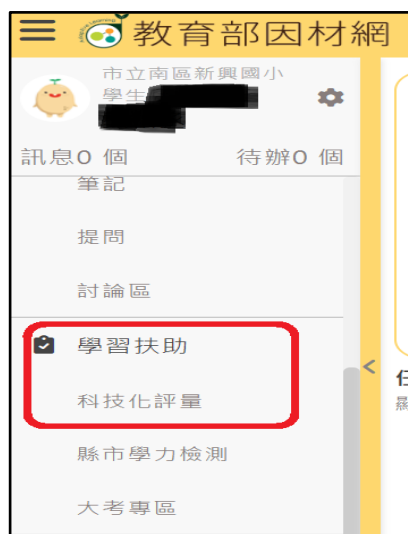 教育部因材網
市立南區新興國小
學生
訊息0 個
待辦0 個
筆記
提問
討論區
學習扶助
科技化評量
縣市學力檢測
大考專區